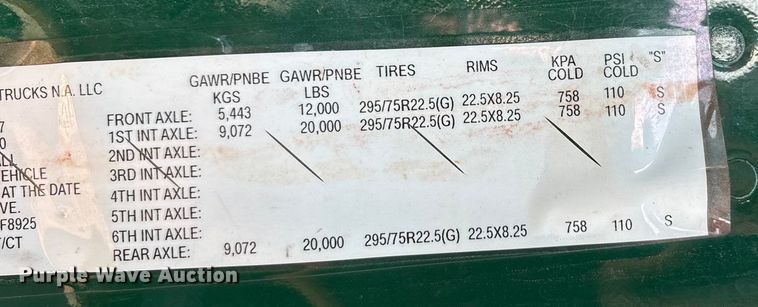 GAWR/PNBE GAWR/PNBE TIRES RIMS KPA PSI "S"
KGS LBS COLD COLD
TRUCKS N.A. LLC
FRONT AXLE: 5,443 12,000 295/75R22.5(G) 22.5X8.25 758 110 S
7 1ST INT AXLE: 9,072 20,000 295/75R22.5(G) 22.5X8.25 758 110 S
0 2ND INT AXLE:
ALL 3RD INT AXLE:
EHICLE 4TH INT AXLE:
AT THE DATE 5TH INT AXLE:
VE. 6TH INT AXLE:
F8925 REAR AXLE: 9,072 20,000 295/75R22.5(G) 22.5X8.25 758 110 S
/CT
Purple Wave Auction